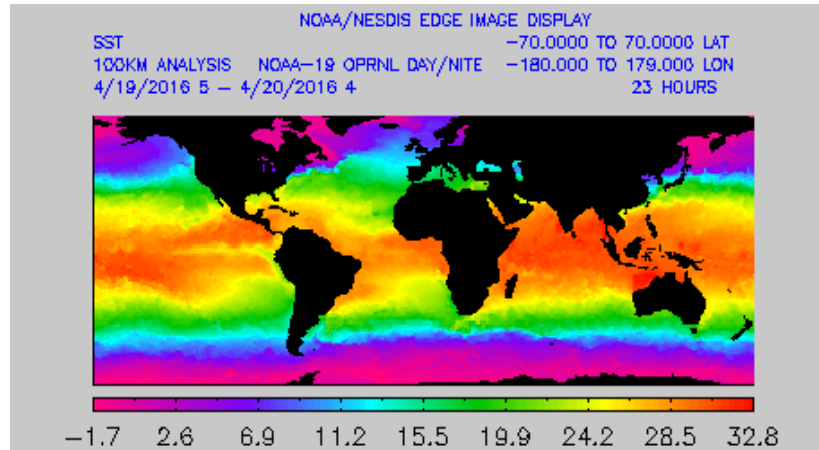 NOAA/NESDIS EDGE IMAGE DISPLAY
SST -70.0000 TO 70.0000 LAT
100KM ANALYSIS NOAA-19 OPRNL DAY/NITE -180.000 TO 179.000 LON
4/19/2016 5 - 4/20/2016 4 23 HOURS
-1.7 2.6 6.9 11.2 15.5 19.9 24.2 28.5 32.8